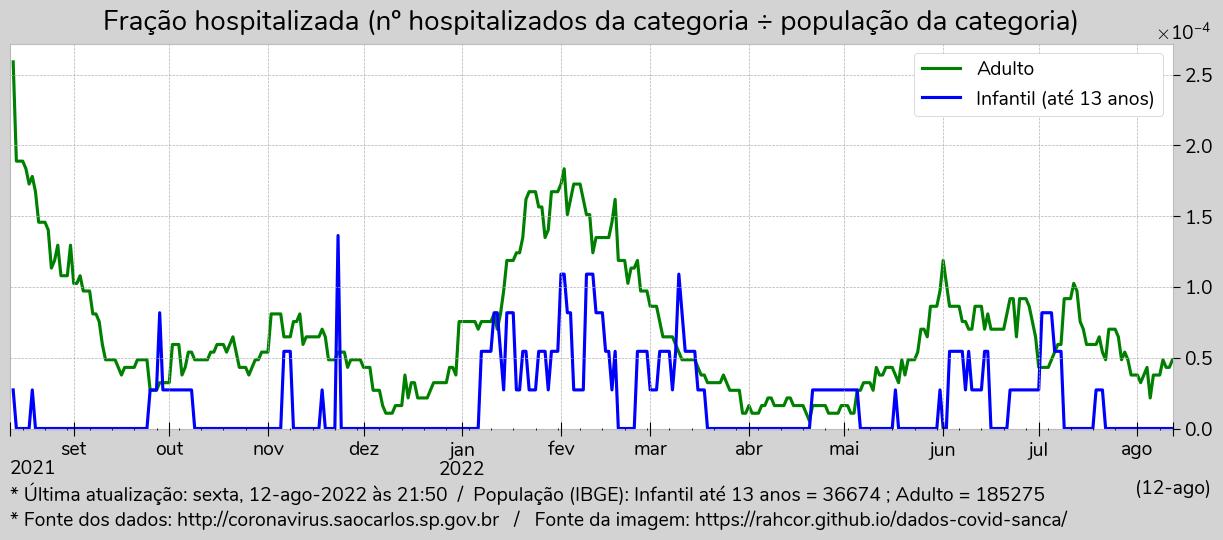 Fração hospitalizada (nº hospitalizados da categoria ÷ população da categoria)
×10⁻⁴
Adulto
Infantil (até 13 anos)
2.5
2.0
1.5
1.0
0.5
0.0
set out nov dez jan fev mar abr mai jun jul ago
2021 2022
(12-ago)
* Última atualização: sexta, 12-ago-2022 às 21:50 / População (IBGE): Infantil até 13 anos = 36674 ; Adulto = 185275
* Fonte dos dados: http://coronavirus.saocarlos.sp.gov.br / Fonte da imagem: https://rahcor.github.io/dados-covid-sanca/